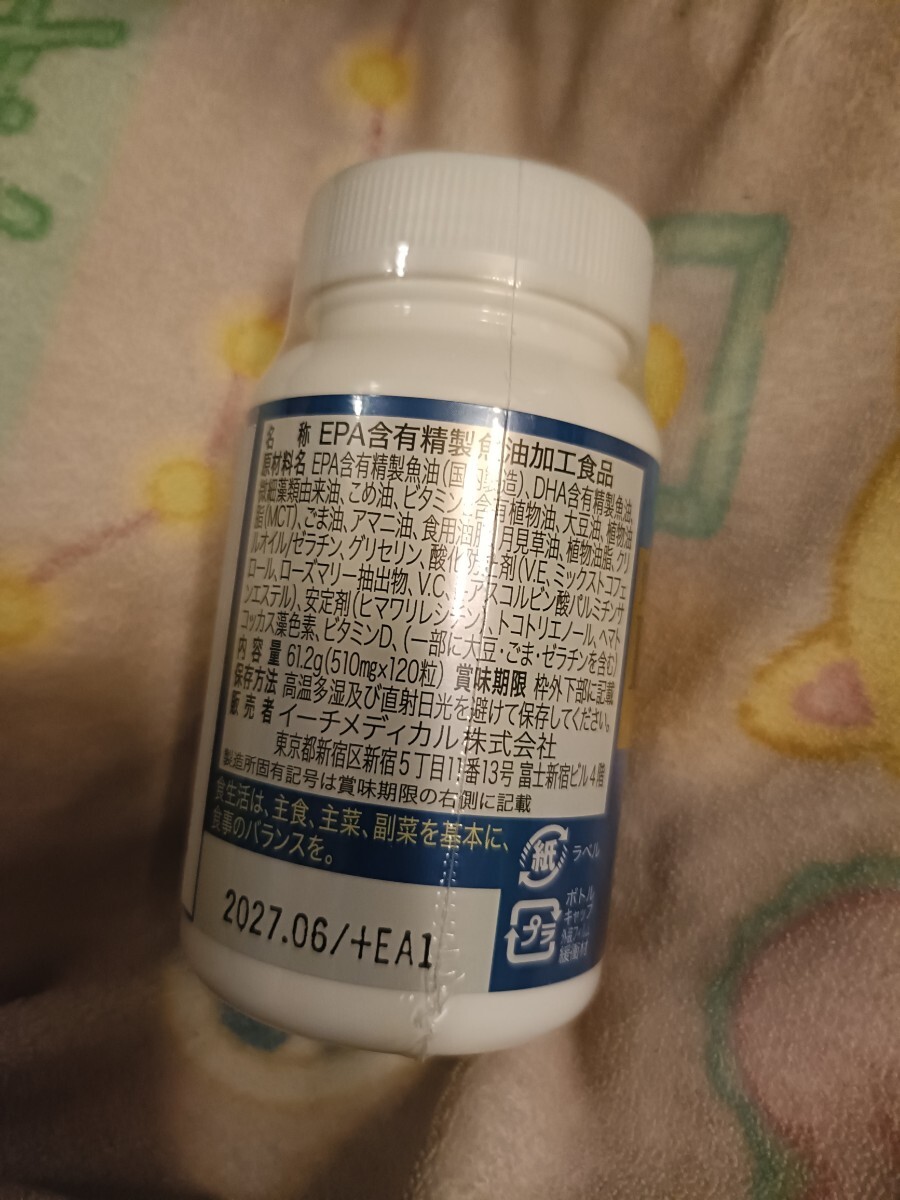 名 称 EPA含有精製魚油加工食品
原材料名 EPA含有精製魚油(国 造)、DHA含有精製魚油、
微細藻類由来油、こめ油、ビタミン 含有植物油、大豆油、植物油
脂(MCT)、ごま油、アマニ油、食用油脂、月見草油、植物油脂、クリ
ルオイル/ゼラチン、グリセリン、酸化防止剤(V.E、ミックストコフェ
ロール、ローズマリー抽出物、V.C、 アスコルビン酸パルミチンサ
ンエステル)、安定剤(ヒマワリレシチン)、トコトリエノール、ヘマト
コッカス藻色素、ビタミンD、(一部に大豆・ごま・ゼラチンを含む)
内 容 量 61.2g(510mg×120粒) 賞味期限 枠外下部に記載
保存方法 高温多湿及び直射日光を避けて保存してください。
販 売 者 イーチメディカル株式会社
東京都新宿区新宿5丁目11番13号 富士新宿ビル4階
製造所固有記号は賞味期限の右側に記載
食生活は、主食、主菜、副菜を基本に、
食事のバランスを。
紙 ラベル
プラ ボトル
キャップ
2027.06/+EA1